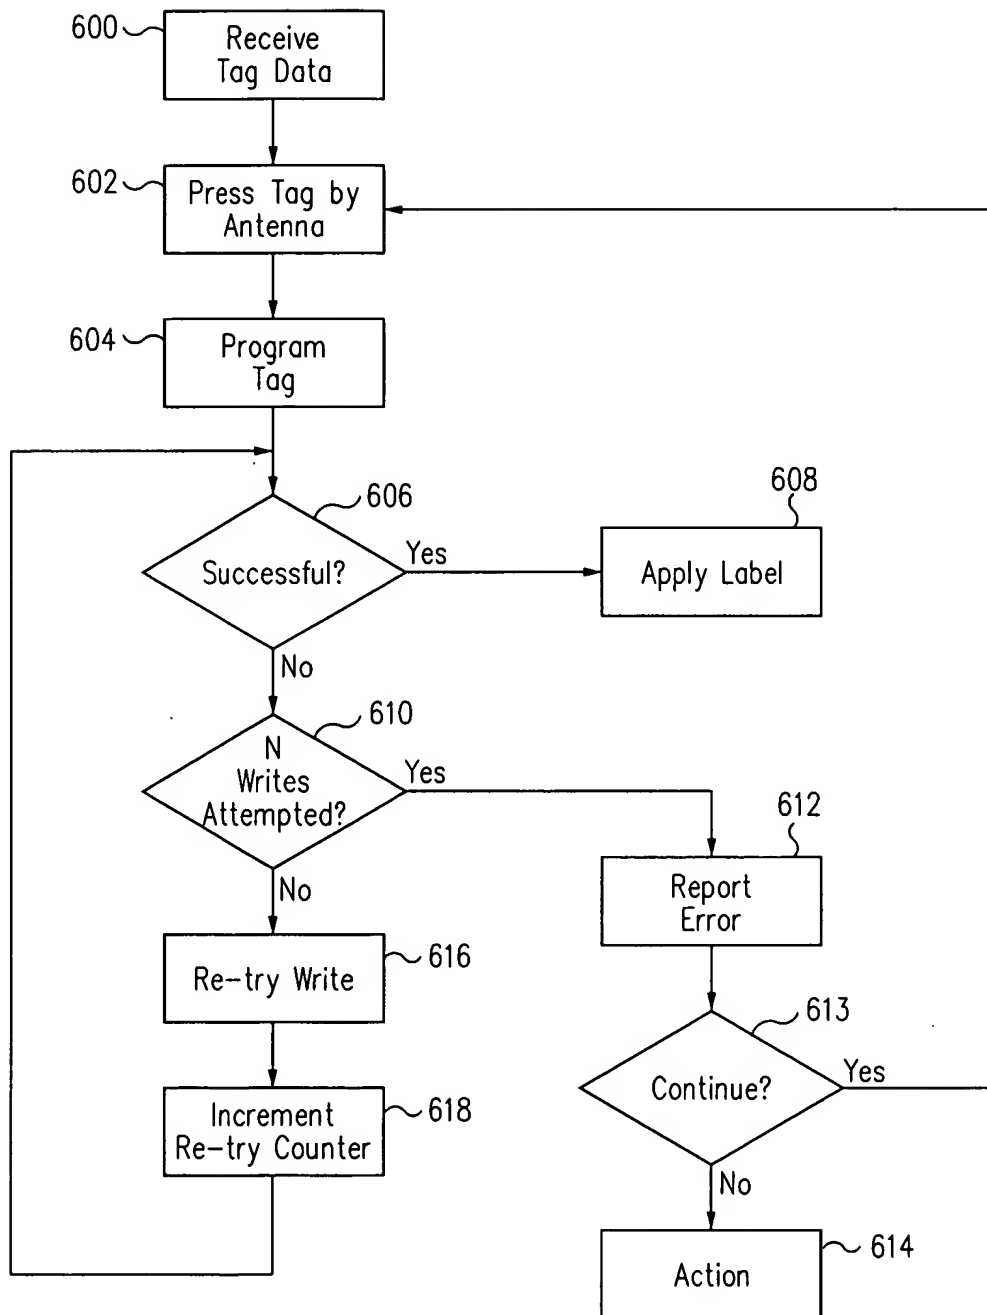 600
Receive
Tag Data
602
Press Tag by
Antenna
604
Program
Tag
606
Successful?
Yes
608
Apply Label
No
610
N
Writes
Attempted?
Yes
612
Report
Error
No
616
Re-try Write
613
Continue?
Yes
618
Increment
Re-try Counter
No
614
Action